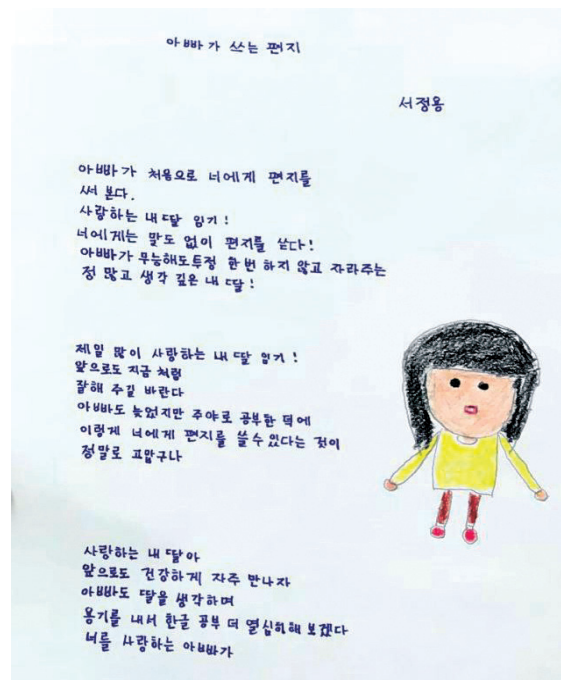 아빠가 쓰는 편지
서정용
아빠가 처음으로 너에게 편지를
써 본다.
사랑하는 내 딸 임기!
너에게는 말도 없이 편지를 쓴다!
아빠가 무능해도 투정 한 번 하지 않고 자라주는
정 많고 생각 깊은 내 딸!
제일 많이 사랑하는 내 딸 임기!
앞으로도 지금 처럼
잘해 주길 바란다
아빠도 늦었지만 주야로 공부한 덕에
이렇게 너에게 편지를 쓸 수 있다는 것이
정말로 고맙구나
사랑하는 내 딸아
앞으로도 건강하게 자주 만나자
아빠도 딸을 생각하며
용기를 내서 한글 공부 더 열심히해 보겠다
너를 사랑하는 아빠가